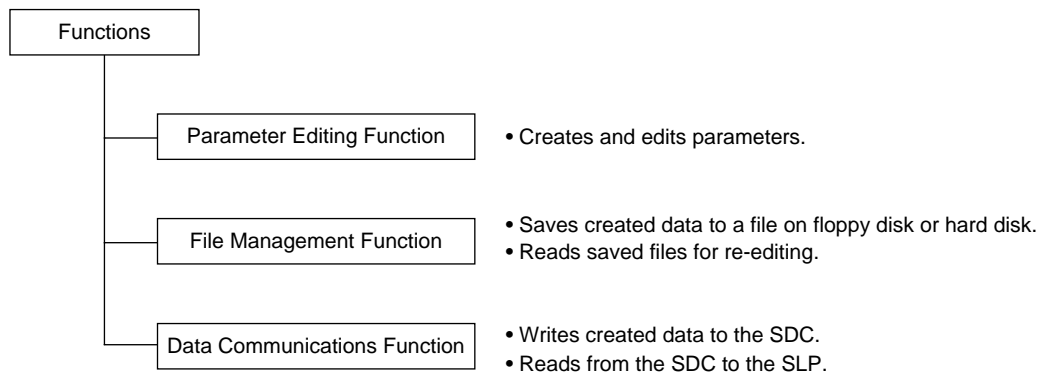 Functions
Parameter Editing Function
• Creates and edits parameters.
File Management Function
• Saves created data to a file on floppy disk or hard disk.
• Reads saved files for re-editing.
Data Communications Function
• Writes created data to the SDC.
• Reads from the SDC to the SLP.